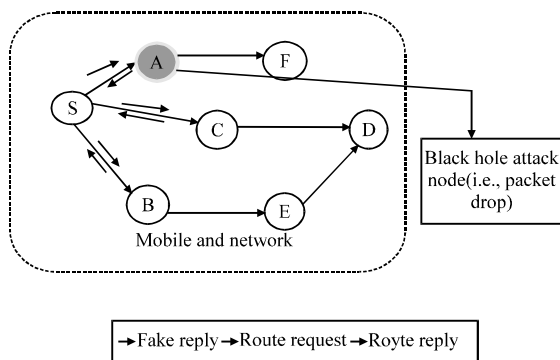 A
F
S
C
D
B
E
Mobile and network
Black hole attack
node(i.e., packet
drop)
Fake reply Route request Royte reply